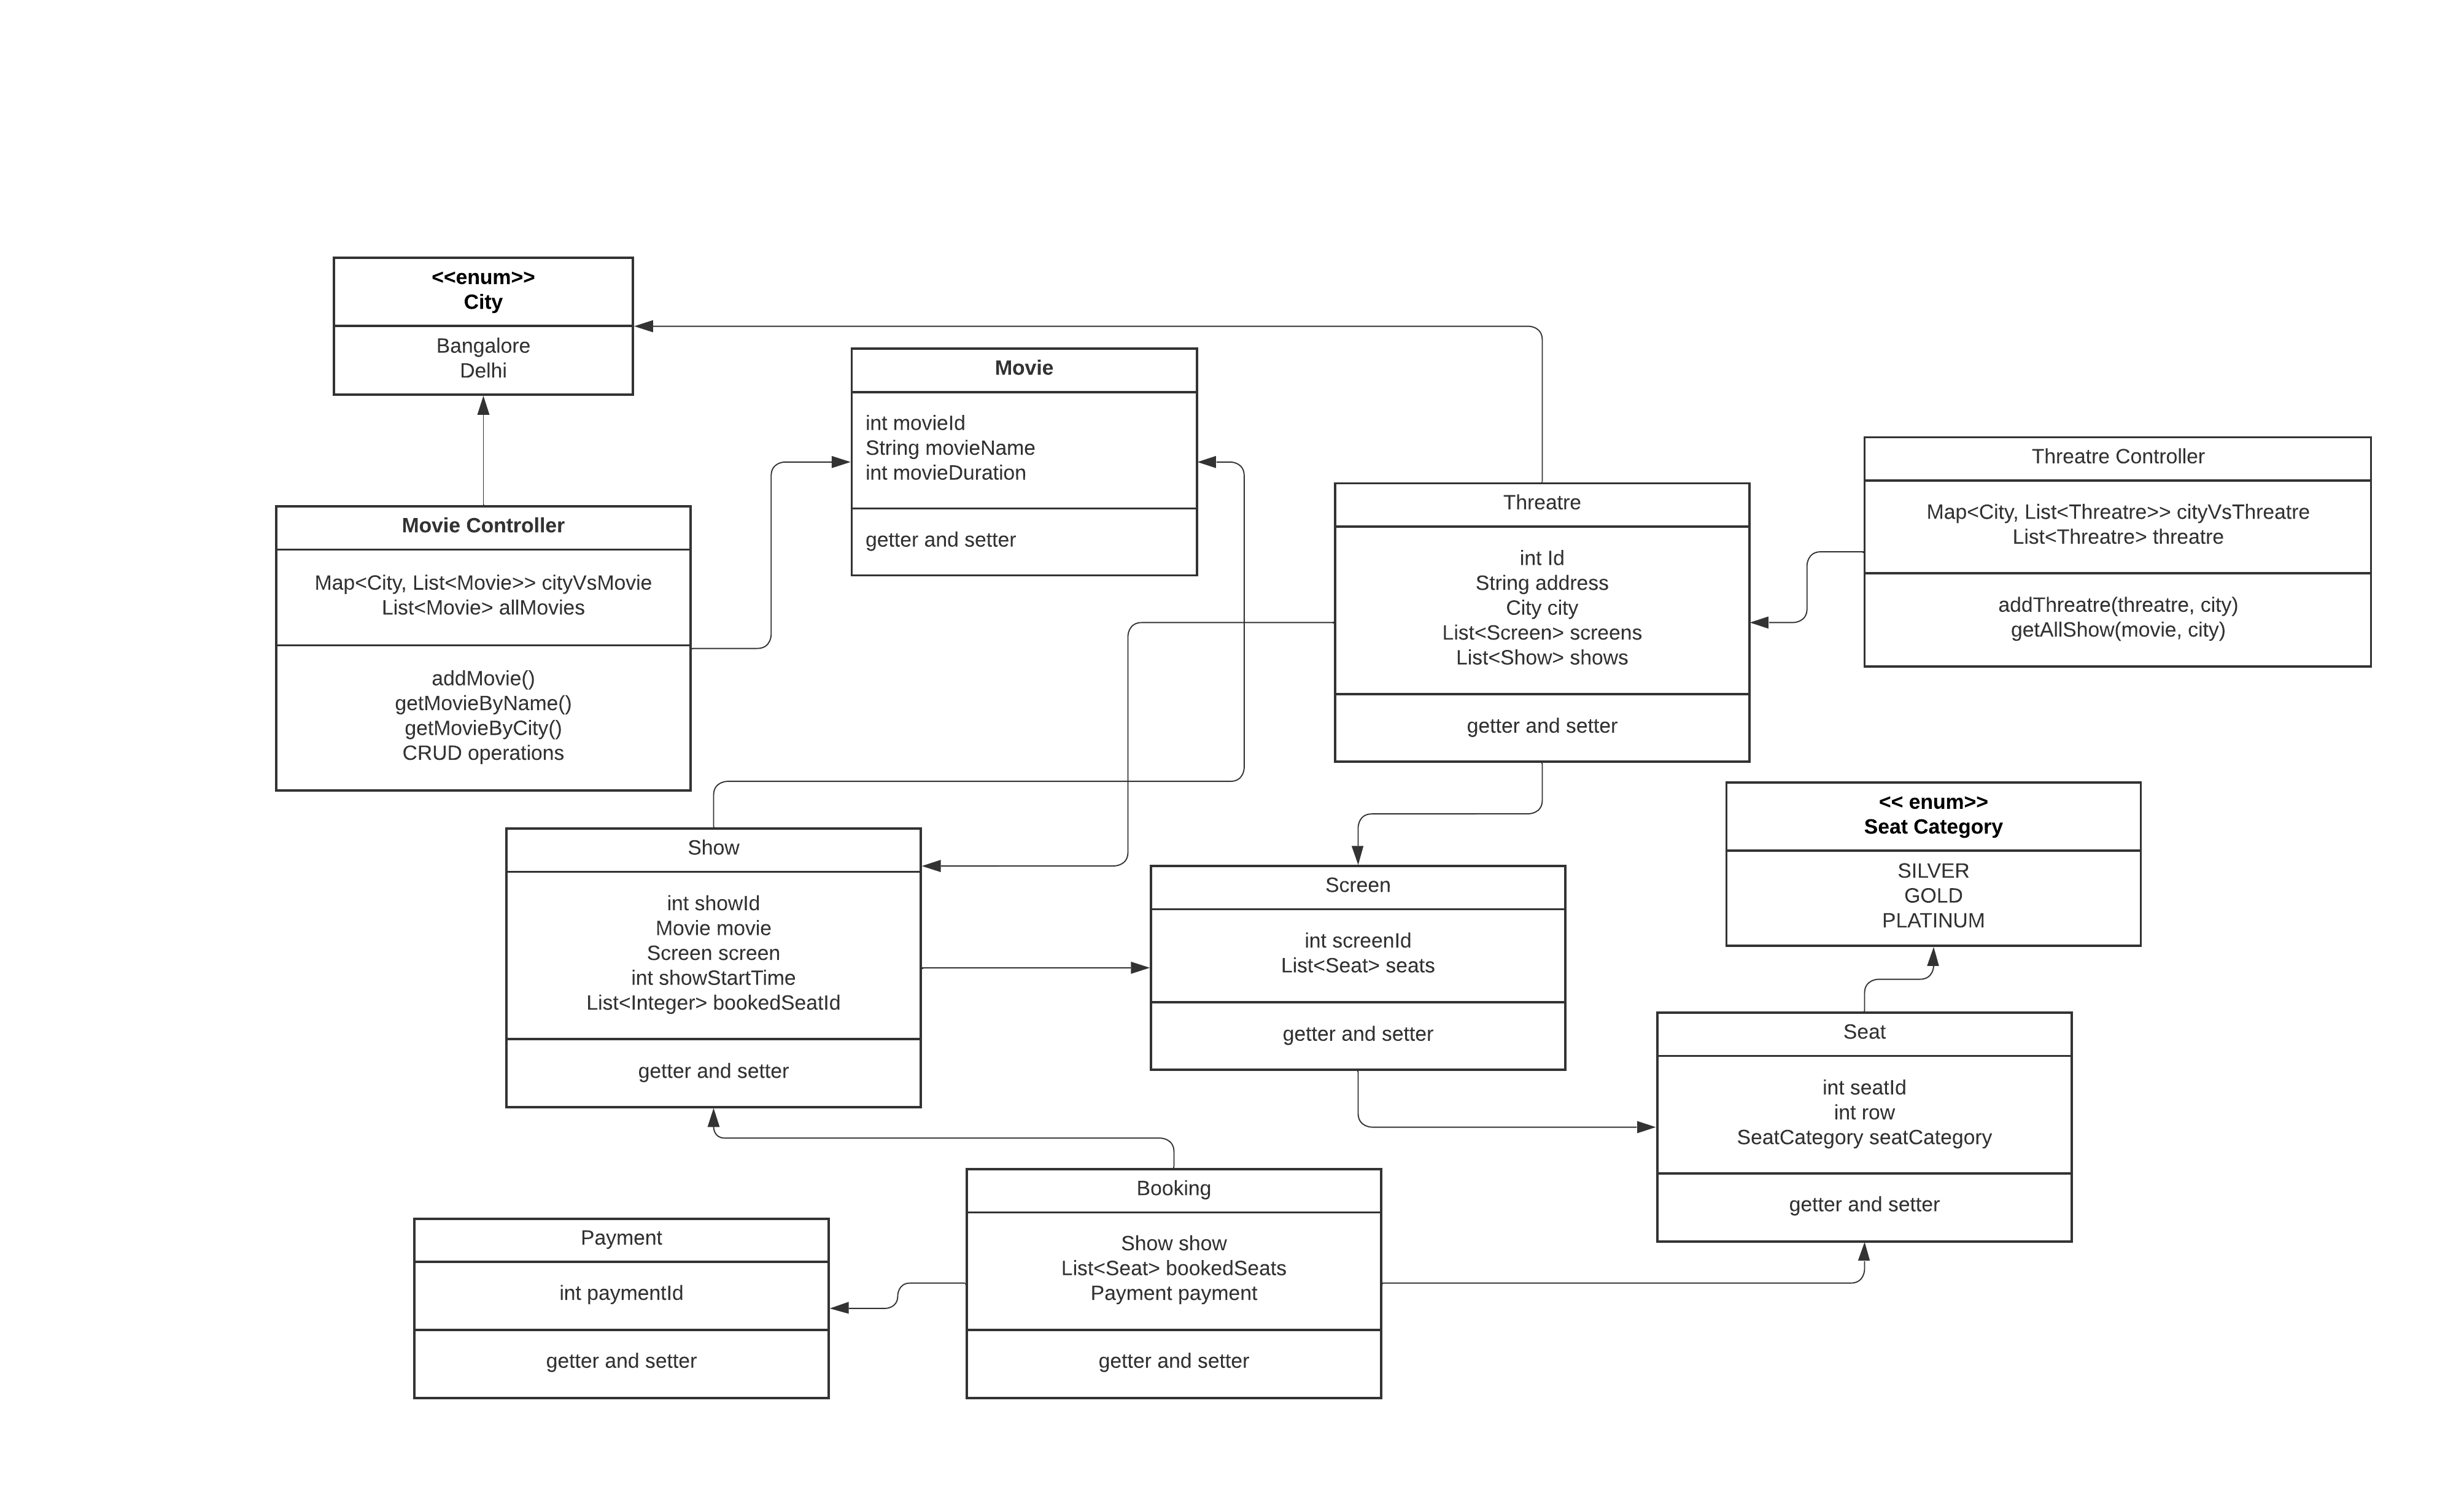 <<enum>>
City
Bangalore
Delhi
Movie
int movieId
String movieName
int movieDuration
getter and setter
Movie Controller
Map<City, List<Movie>> cityVsMovie
List<Movie> allMovies
addMovie()
getMovieByName()
getMovieByCity()
CRUD operations
Threatre
int Id
String address
City city
List<Screen> screens
List<Show> shows
getter and setter
Threatre Controller
Map<City, List<Threatre>> cityVsThreatre
List<Threatre> threatre
addThreatre(threatre, city)
getAllShow(movie, city)
Show
int showId
Movie movie
Screen screen
int showStartTime
List<Integer> bookedSeatId
getter and setter
Screen
int screenId
List<Seat> seats
getter and setter
<< enum>>
Seat Category
SILVER
GOLD
PLATINUM
Seat
int seatId
int row
SeatCategory seatCategory
getter and setter
Payment
int paymentId
getter and setter
Booking
Show show
List<Seat> bookedSeats
Payment payment
getter and setter